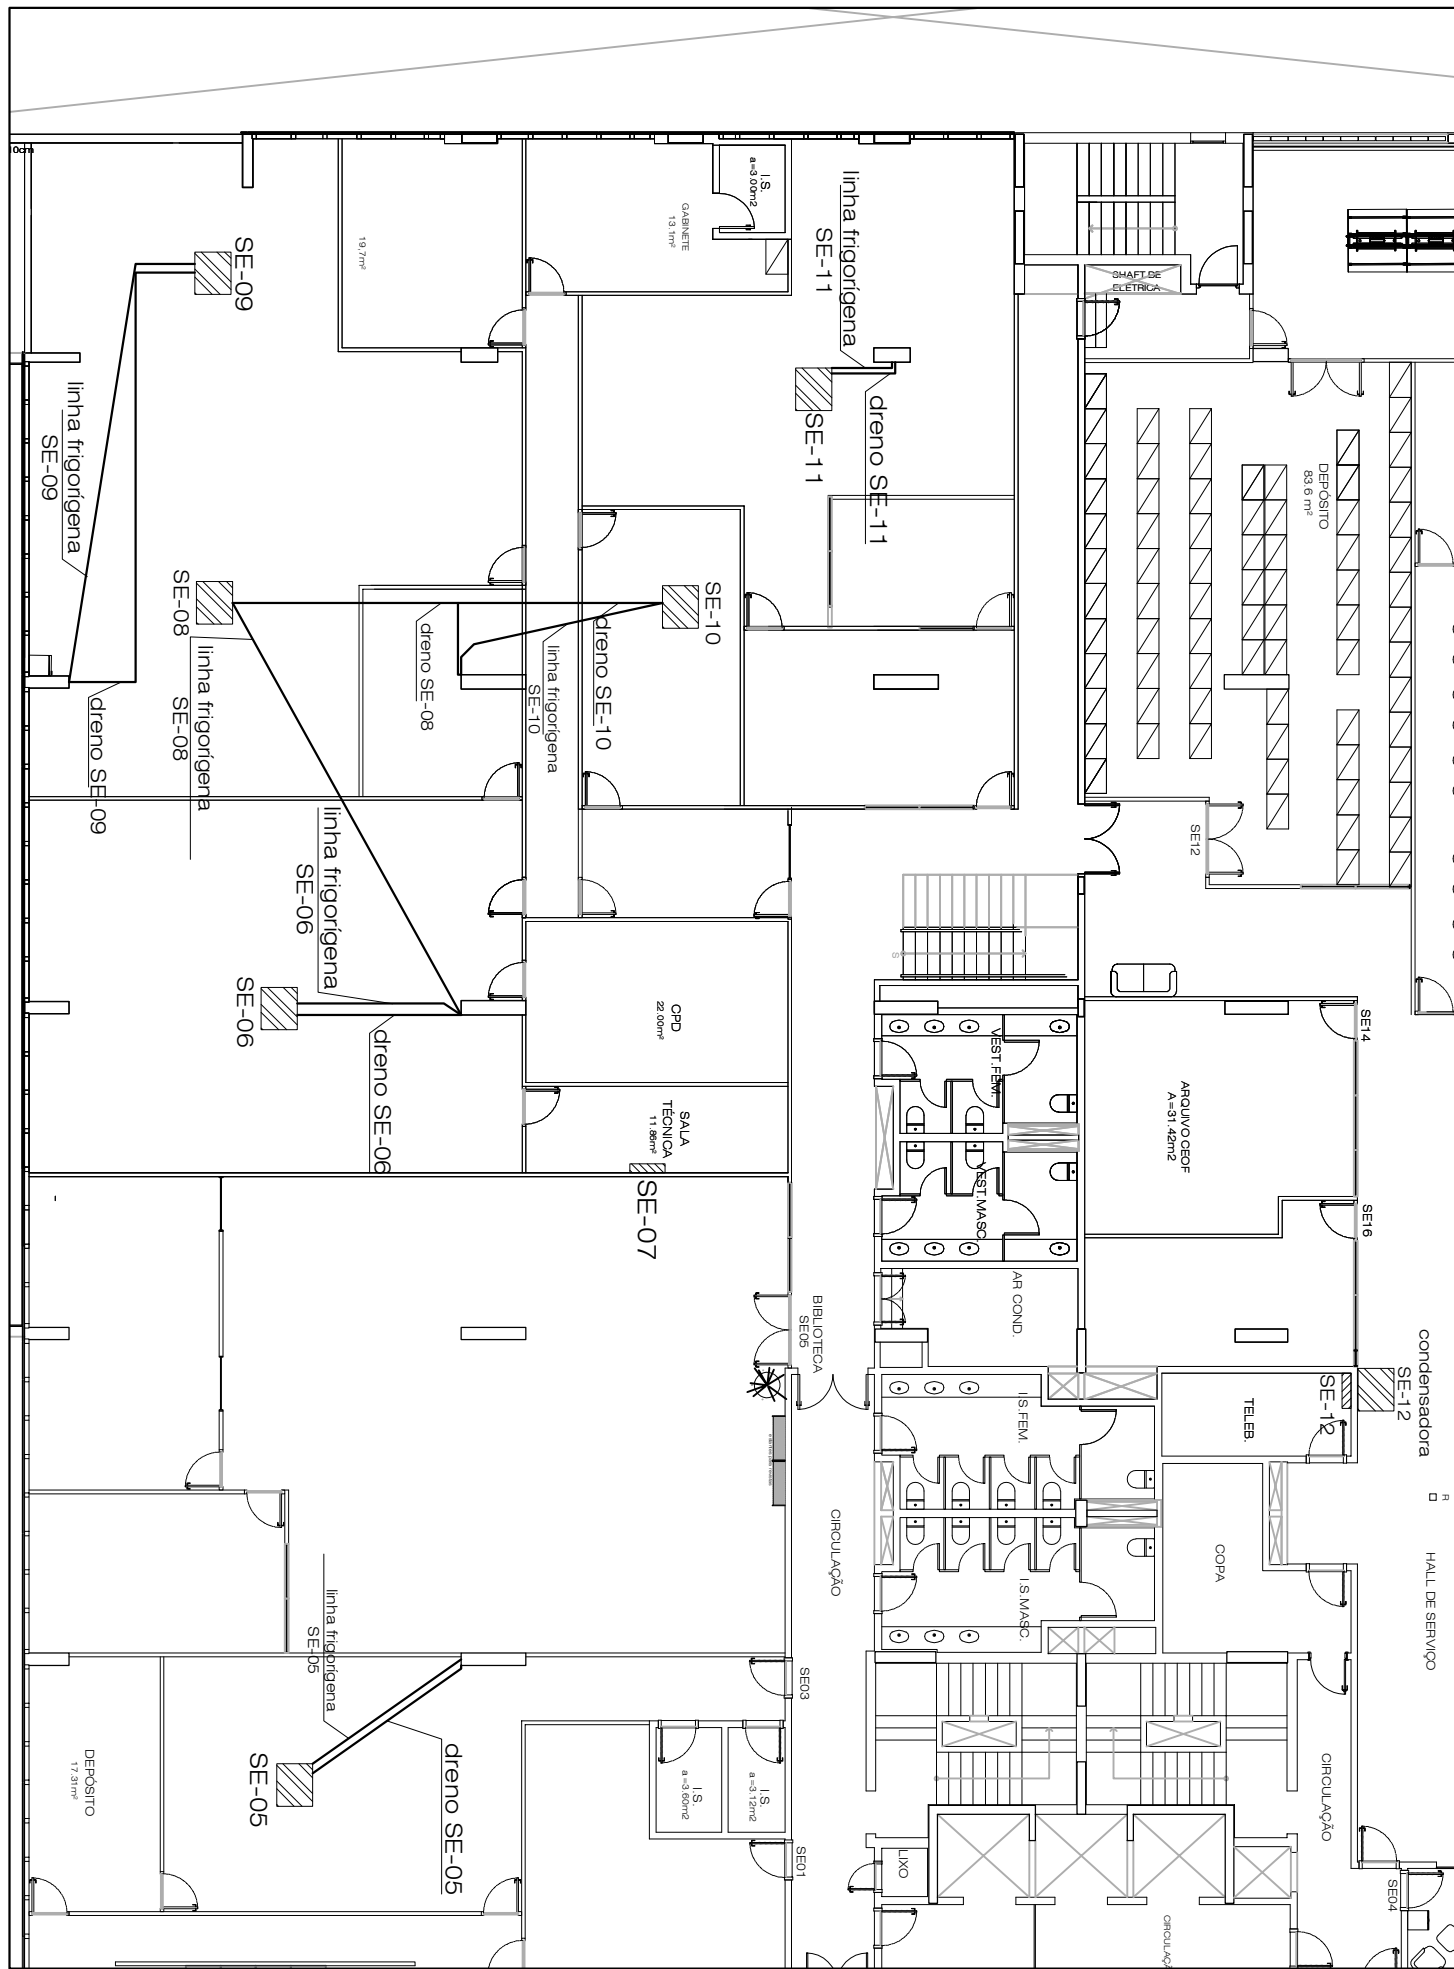 10cm
SE-09
19,7m²
GABINETE
13.1m²
I.S.
a=3.00m2
linha frigorígena
SE-11
SHAFT DE
ELÉTRICA
linha frigorígena
SE-09
SE-11
dreno SE-11
DEPÓSITO
83.6 m²
SE-08
dreno SE-08
SE-10
dreno SE-10
linha frigorígena
SE-10
linha frigorígena
SE-08
dreno SE-09
linha frigorígena
SE-06
SE12
SE-06
dreno SE-06
CPD
22.00m²
S
VEST.FEM.
SE14
ARQUIVO CEOF
A=31.42m2
SALA
TÉCNICA
11.86m²
SE-07
VEST.MASC.
SE16
AR COND.
BIBLIOTECA
SE05
condensadora
SE-12
SE-12
TELEB.
I.S.FEM.
CIRCULAÇÃO
COPA
R
HALL DE SERVIÇO
I.S.MASC.
linha frigorígena
SE-05
SE03
SE-05
dreno SE-05
DEPÓSITO
17.31m²
I.S.
a=3.60m2
I.S.
a=3.12m2
CIRCULAÇÃO
SE01
LIXO
SE04
CIRCULAÇÃ